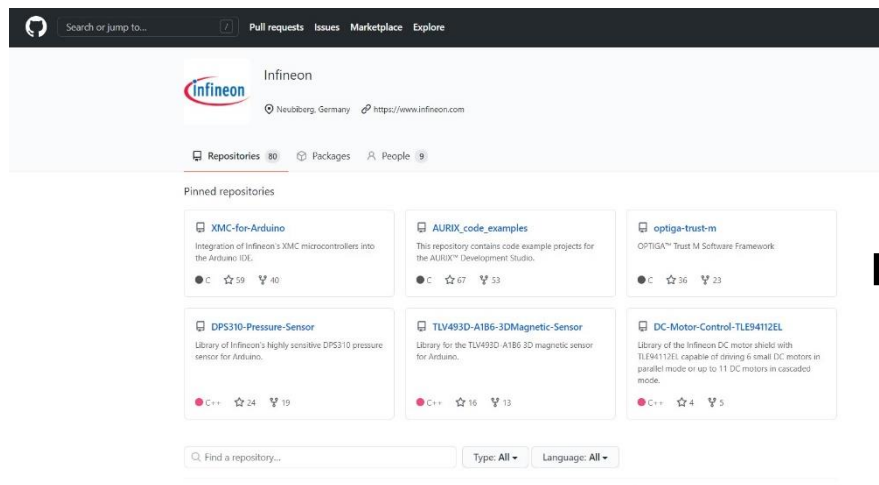 Search or jump to... /
Pull requests Issues Marketplace Explore
infineon
Infineon
Neubiberg, Germany https://www.infineon.com
Repositories 80 Packages People 9
Pinned repositories
XMC-for-Arduino
Integration of Infineon's XMC microcontrollers into
the Arduino IDE.
C 59 40
AURIX_code_examples
This repository contains code example projects for
the AURIX™ Development Studio.
C 67 53
optiga-trust-m
OPTIGA™ Trust M Software Framework
C 36 23
DPS310-Pressure-Sensor
Library of Infineon's highly sensitive DPS310 pressure
sensor for Arduino.
C++ 24 19
TLV493D-A1B6-3DMagnetic-Sensor
Library for the TLV493D-A1B6 3D magnetic sensor
for Arduino.
C++ 16 13
DC-Motor-Control-TLE94112EL
Library of the Infineon DC motor shield with
TLE94112EL capable of driving 6 small DC motors in
parallel mode or up to 11 DC motors in cascaded
mode.
C++ 4 5
Find a repository... Type: All Language: All